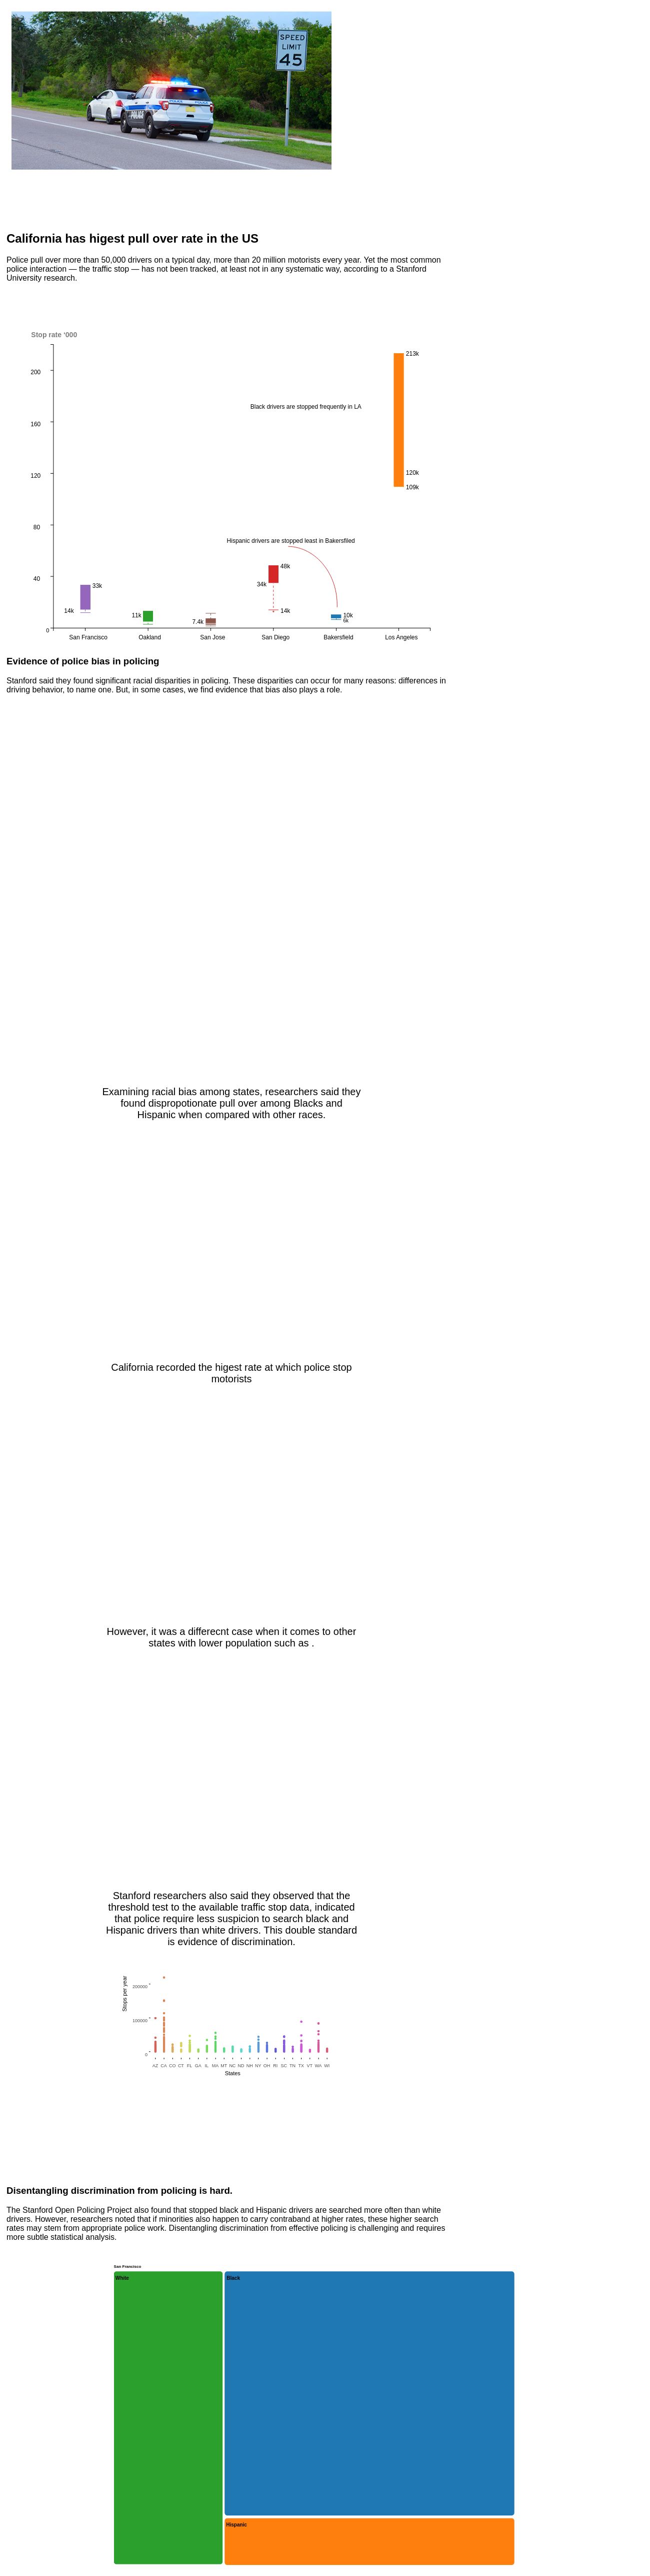 SPEED
LIMIT
45
POLICE
California has higest pull over rate in the US
Police pull over more than 50,000 drivers on a typical day, more than 20 million motorists every year. Yet the most common
police interaction — the traffic stop — has not been tracked, at least not in any systematic way, according to a Stanford
University research.
Stop rate '000
213k
200
Black drivers are stopped frequently in LA
160
120k
120
109k
80
Hispanic drivers are stopped least in Bakersfiled
48k
40
34k
33k
14k
14k
11k
10k
7.4k
6k
0
San Francisco Oakland San Jose San Diego Bakersfield Los Angeles
Evidence of police bias in policing
Stanford said they found significant racial disparities in policing. These disparities can occur for many reasons: differences in
driving behavior, to name one. But, in some cases, we find evidence that bias also plays a role.
Examining racial bias among states, researchers said they
found dispropotionate pull over among Blacks and
Hispanic when compared with other races.
California recorded the higest rate at which police stop
motorists
However, it was a differecnt case when it comes to other
states with lower population such as .
Stanford researchers also said they observed that the
threshold test to the available traffic stop data, indicated
that police require less suspicion to search black and
Hispanic drivers than white drivers. This double standard
is evidence of discrimination.
Stops per year
200000
100000
0
AZ CA CO CT FL GA IL MA MT NC ND NH NY OH RI SC TN TX VT WA WI
States
Disentangling discrimination from policing is hard.
The Stanford Open Policing Project also found that stopped black and Hispanic drivers are searched more often than white
drivers. However, researchers noted that if minorities also happen to carry contraband at higher rates, these higher search
rates may stem from appropriate police work. Disentangling discrimination from effective policing is challenging and requires
more subtle statistical analysis.
San Francisco
White
Black
Hispanic